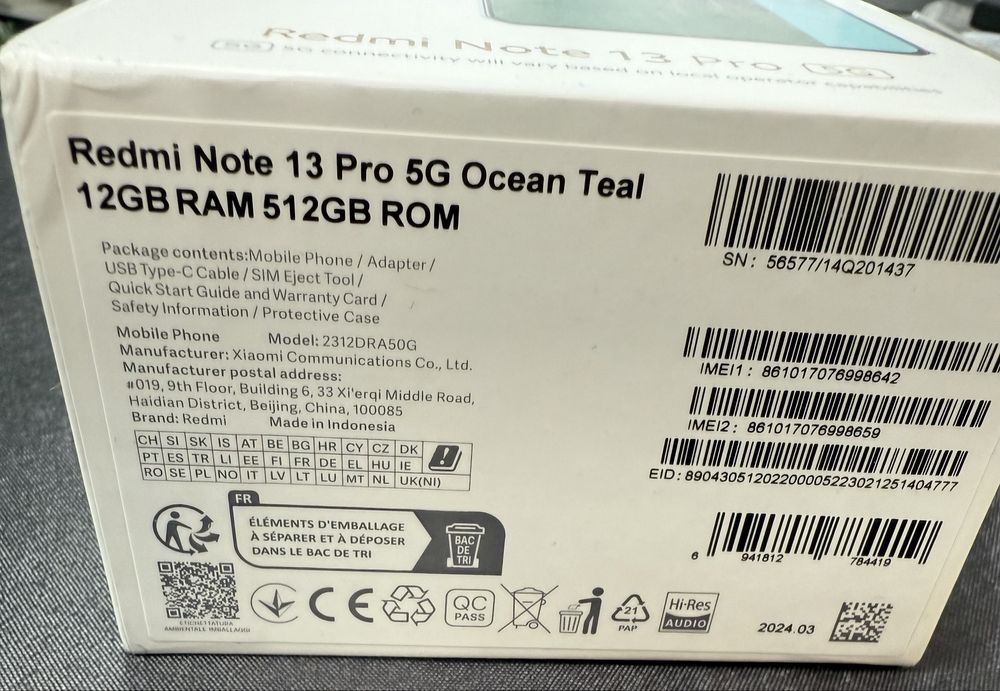 Redmi Note 13 Pro 5G
5G 5G connectivity will vary based on local operator capabilities
Redmi Note 13 Pro 5G Ocean Teal
12GB RAM 512GB ROM
Package contents:Mobile Phone / Adapter /
USB Type-C Cable / SIM Eject Tool /
Quick Start Guide and Warranty Card /
Safety Information / Protective Case
Mobile Phone Model: 2312DRA50G
Manufacturer: Xiaomi Communications Co., Ltd.
Manufacturer postal address:
#019, 9th Floor, Building 6, 33 Xi'erqi Middle Road,
Haidian District, Beijing, China, 100085
Brand: Redmi Made in Indonesia
CH SI SK IS AT BE BG HR CY CZ DK
PT ES TR LI EE FI FR DE EL HU IE
RO SE PL NO IT LV LT LU MT NL UK(NI)
FR
ÉLÉMENTS D'EMBALLAGE
À SÉPARER ET À DÉPOSER
DANS LE BAC DE TRI
BAC
DE
TRI
ETICHETTATURA
AMBIENTALE IMBALLAGGI
CE
QC
PASS
21
PAP
Hi-Res
AUDIO
SN: 56577/14Q201437
IMEI1: 861017076998642
IMEI2: 861017076998659
EID: 89043051202200005223021251404777
6 941812 784419
2024.03